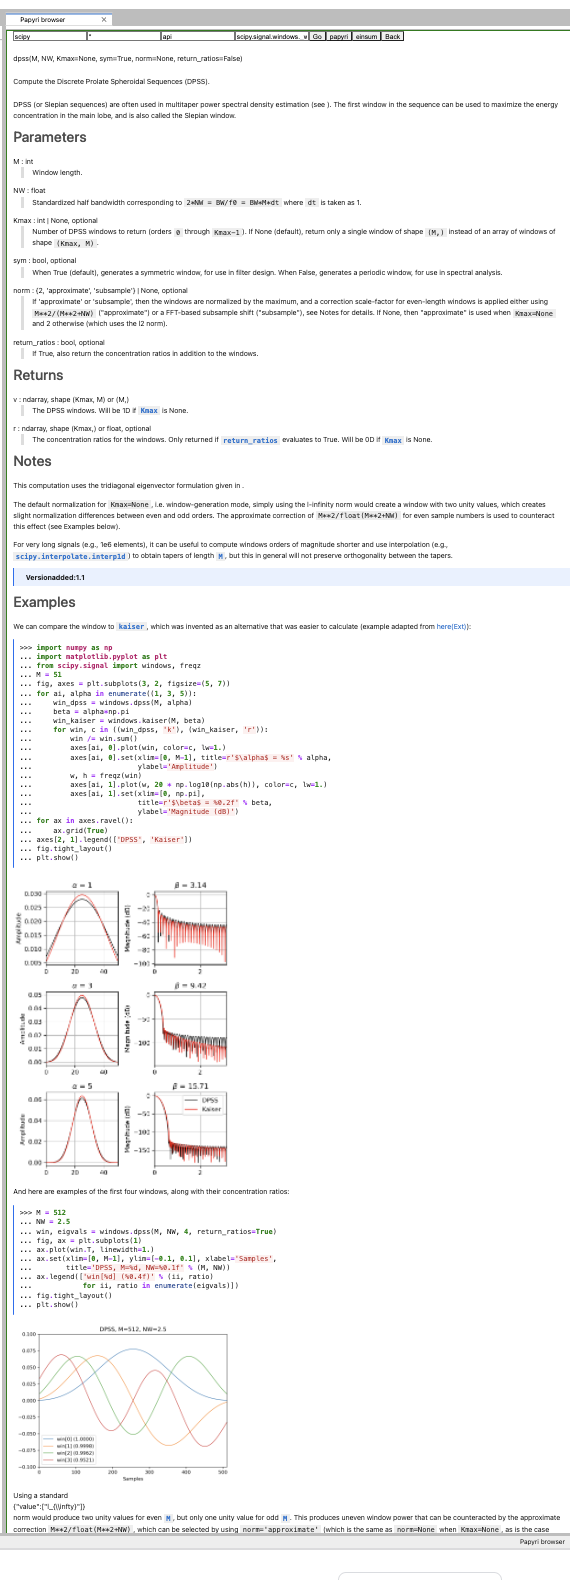 Papyri browser ×
scipy * api scipy.signal.windows._w Go papyri einsum Back
dpss(M, NW, Kmax=None, sym=True, norm=None, return_ratios=False)
Compute the Discrete Prolate Spheroidal Sequences (DPSS).
DPSS (or Slepian sequences) are often used in multitaper power spectral density estimation (see ). The first window in the sequence can be used to maximize the energy
concentration in the main lobe, and is also called the Slepian window.
Parameters
M : int
Window length.
NW : float
Standardized half bandwidth corresponding to 2*NW = BW/f0 = BW*M*dt where dt is taken as 1.
Kmax : int | None, optional
Number of DPSS windows to return (orders 0 through Kmax-1 ). If None (default), return only a single window of shape (M,) instead of an array of windows of
shape (Kmax, M) .
sym : bool, optional
When True (default), generates a symmetric window, for use in filter design. When False, generates a periodic window, for use in spectral analysis.
norm : {2, 'approximate', 'subsample'} | None, optional
If 'approximate' or 'subsample', then the windows are normalized by the maximum, and a correction scale-factor for even-length windows is applied either using
M**2/(M**2+NW) ("approximate") or a FFT-based subsample shift ("subsample"), see Notes for details. If None, then "approximate" is used when Kmax=None
and 2 otherwise (which uses the l2 norm).
return_ratios : bool, optional
If True, also return the concentration ratios in addition to the windows.
Returns
v : ndarray, shape (Kmax, M) or (M,)
The DPSS windows. Will be 1D if Kmax is None.
r : ndarray, shape (Kmax,) or float, optional
The concentration ratios for the windows. Only returned if return_ratios evaluates to True. Will be 0D if Kmax is None.
Notes
This computation uses the tridiagonal eigenvector formulation given in .
The default normalization for Kmax=None , i.e. window-generation mode, simply using the l-infinity norm would create a window with two unity values, which creates
slight normalization differences between even and odd orders. The approximate correction of M**2/float(M**2+NW) for even sample numbers is used to counteract
this effect (see Examples below).
For very long signals (e.g., 1e6 elements), it can be useful to compute windows orders of magnitude shorter and use interpolation (e.g.,
scipy.interpolate.interp1d ) to obtain tapers of length M , but this in general will not preserve orthogonality between the tapers.
Versionadded:1.1
Examples
We can compare the window to kaiser , which was invented as an alternative that was easier to calculate (example adapted from here(Ext)):
>>> import numpy as np
... import matplotlib.pyplot as plt
... from scipy.signal import windows, freqz
... M = 51
... fig, axes = plt.subplots(3, 2, figsize=(5, 7))
... for ai, alpha in enumerate((1, 3, 5)):
...     win_dpss = windows.dpss(M, alpha)
...     beta = alpha*np.pi
...     win_kaiser = windows.kaiser(M, beta)
...     for win, c in ((win_dpss, 'k'), (win_kaiser, 'r')):
...         win /= win.sum()
...         axes[ai, 0].plot(win, color=c, lw=1.)
...         axes[ai, 0].set(xlim=[0, M-1], title=r'$\alpha$ = %s' % alpha,
...                         ylabel='Amplitude')
...         w, h = freqz(win)
...         axes[ai, 1].plot(w, 20 * np.log10(np.abs(h)), color=c, lw=1.)
...         axes[ai, 1].set(xlim=[0, np.pi],
...                         title=r'$\beta$ = %0.2f' % beta,
...                         ylabel='Magnitude (dB)')
... for ax in axes.ravel():
...     ax.grid(True)
... axes[2, 1].legend(['DPSS', 'Kaiser'])
... fig.tight_layout()
... plt.show()
α = 1 β = 3.14
Amplitude 0.030 0.025 0.020 0.015 0.010 0.005
0 20 40
Magnitude (dB) 0 −20 −40 −60 −80 −100
0 2
α = 3 β = 9.42
Amplitude 0.05 0.04 0.03 0.02 0.01 0.00
0 20 40
Magnitude (dB) 0 −50 −100
0 2
α = 5 β = 15.71
Amplitude 0.06 0.04 0.02 0.00
0 20 40
Magnitude (dB) 0 −50 −100 −150
0 2
DPSS
Kaiser
And here are examples of the first four windows, along with their concentration ratios:
>>> M = 512
... NW = 2.5
... win, eigvals = windows.dpss(M, NW, 4, return_ratios=True)
... fig, ax = plt.subplots(1)
... ax.plot(win.T, linewidth=1.)
... ax.set(xlim=[0, M-1], ylim=[-0.1, 0.1], xlabel='Samples',
...        title='DPSS, M=%d, NW=%0.1f' % (M, NW))
... ax.legend(['win[%d] (%0.4f)' % (ii, ratio)
...            for ii, ratio in enumerate(eigvals)])
... fig.tight_layout()
... plt.show()
DPSS, M=512, NW=2.5
0.100
0.075
0.050
0.025
0.000
−0.025
−0.050
−0.075
−0.100
win[0] (1.0000)
win[1] (0.9998)
win[2] (0.9962)
win[3] (0.9521)
0 100 200 300 400 500
Samples
Using a standard
{"value":["l_{\\infty}"]}
norm would produce two unity values for even M , but only one unity value for odd M . This produces uneven window power that can be counteracted by the approximate
correction M**2/float(M**2+NW) , which can be selected by using norm='approximate' (which is the same as norm=None when Kmax=None , as is the case
Papyri browser